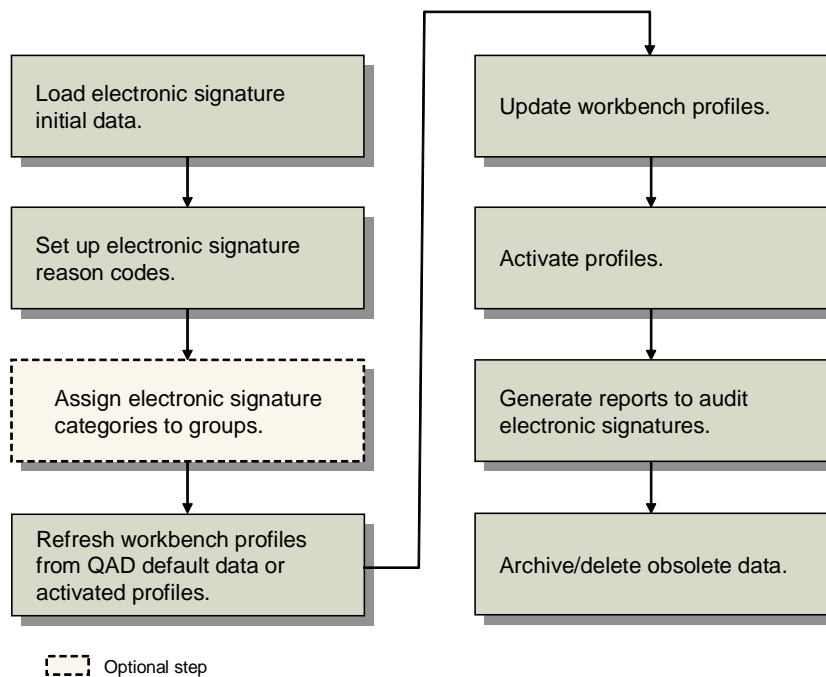 Load electronic signature
initial data.
Set up electronic signature
reason codes.
Assign electronic signature
categories to groups.
Refresh workbench profiles
from QAD default data or
activated profiles.
Update workbench profiles.
Activate profiles.
Generate reports to audit
electronic signatures.
Archive/delete obsolete data.
Optional step